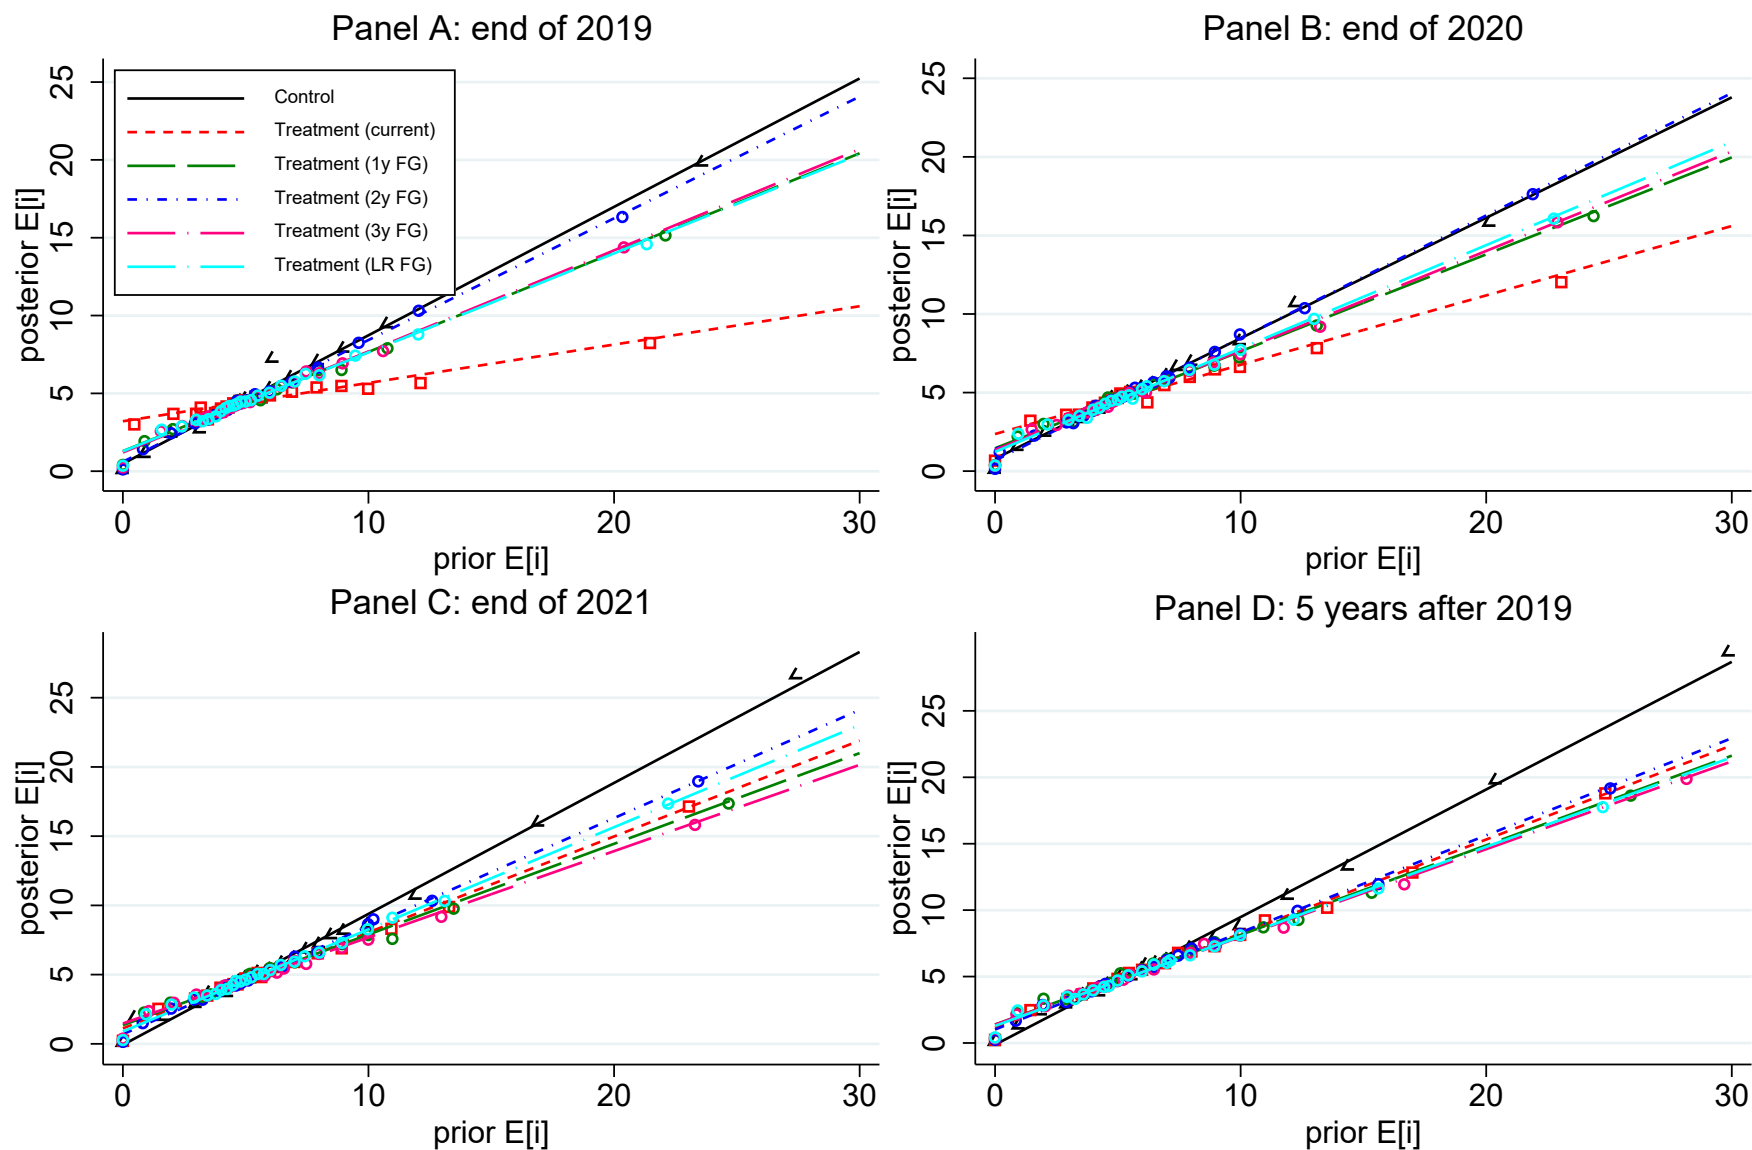 Panel A: end of 2019
Control
Treatment (current)
Treatment (1y FG)
Treatment (2y FG)
Treatment (3y FG)
Treatment (LR FG)
posterior E[i]
25
20
15
10
5
0
0 10 20 30
prior E[i]
Panel B: end of 2020
posterior E[i]
25
20
15
10
5
0
0 10 20 30
prior E[i]
Panel C: end of 2021
posterior E[i]
25
20
15
10
5
0
0 10 20 30
prior E[i]
Panel D: 5 years after 2019
posterior E[i]
25
20
15
10
5
0
0 10 20 30
prior E[i]